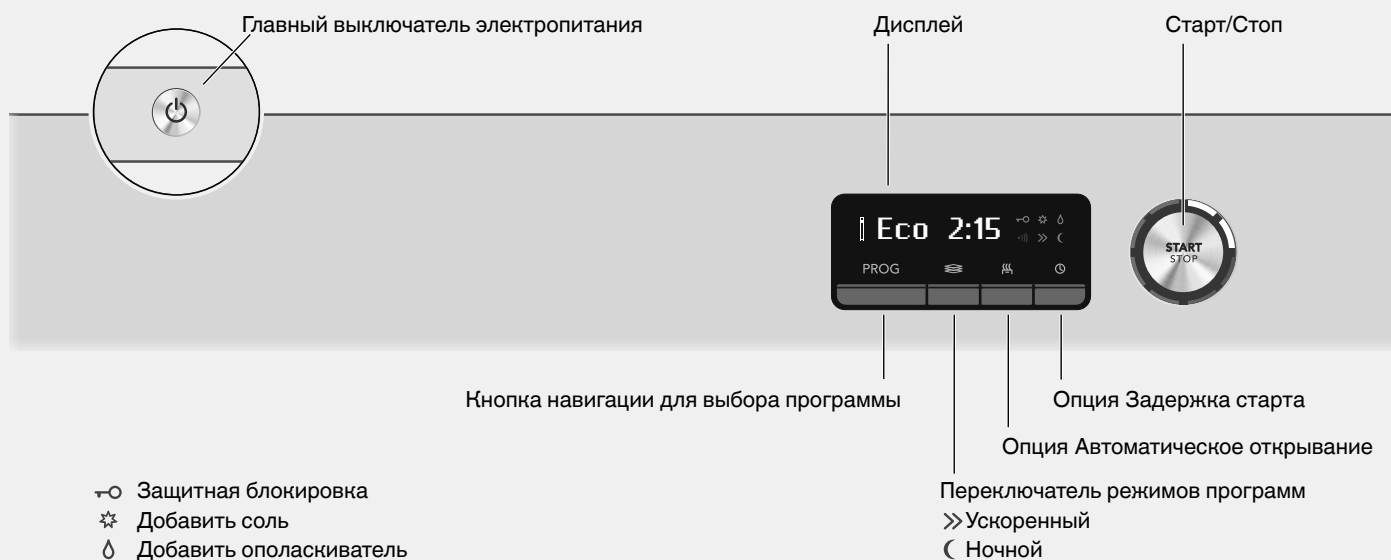 Главный выключатель электропитания
Дисплей
Старт/Стоп
Eco 2:15
PROG
START
STOP
Кнопка навигации для выбора программы
Опция Задержка старта
Опция Автоматическое открывание
Защитная блокировка
Добавить соль
Добавить ополаскиватель
Переключатель режимов программ
Ускоренный
Ночной